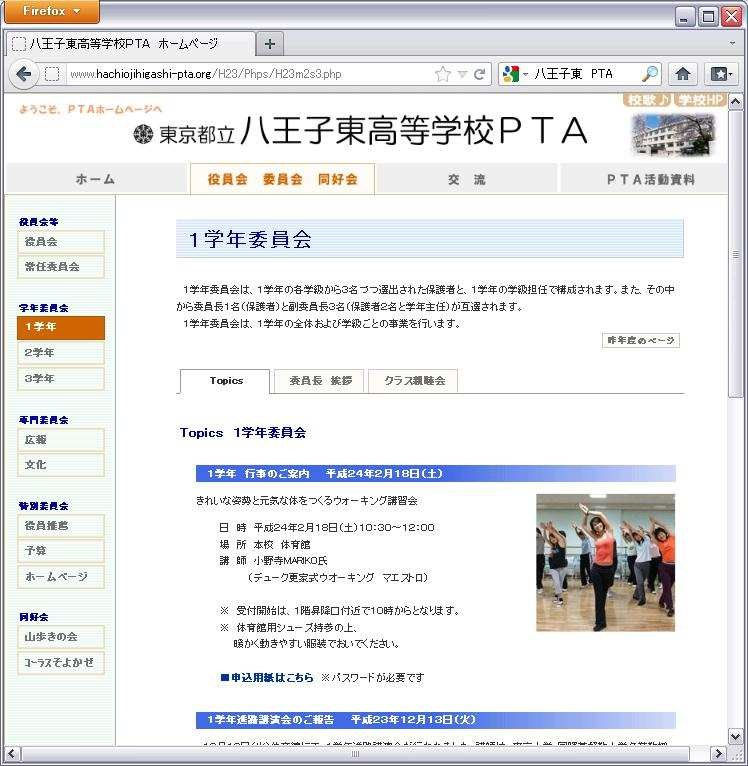 Firefox
八王子東高等学校PTA ホームページ
www.hachiojihigashi-pta.org/H23/Phps/H23m2s3.php
八王子東 PTA
ようこそ、PTAホームページへ
校歌♪ 学校HP
東京都立 八王子東高等学校PTA
ホーム
役員会 委員会 同好会
交 流
PTA活動資料
役員会等
役員会
常任委員会
学年委員会
1学年
2学年
3学年
専門委員会
広報
文化
特別委員会
役員推薦
予算
ホームページ
同好会
山歩きの会
コーラスそよかぜ
1学年委員会
1学年委員会は、1学年の各学級から3名づつ選出された保護者と、1学年の学級担任で構成されます。また、その中
から委員長1名(保護者)と副委員長3名(保護者2名と学年主任)が互選されます。
1学年委員会は、1学年の全体および学級ごとの事業を行います。
昨年度のページ
Topics
委員長 挨拶
クラス親睦会
Topics 1学年委員会
1学年 行事のご案内 平成24年2月18日(土)
きれいな姿勢と元気な体をつくるウォーキング講習会
日 時 平成24年2月18日(土)10:30～12:00
場 所 本校 体育館
講 師 小野寺MARIKO氏
(デューク更家式ウオーキング マエストロ)
※ 受付開始は、1階昇降口付近で10時からとなります。
※ 体育館用シューズ持参の上、
暖かく動きやすい服装でおいでください。
■申込用紙はこちら ※パスワードが必要です
1学年進路講演会のご報告 平成23年12月13日(火)